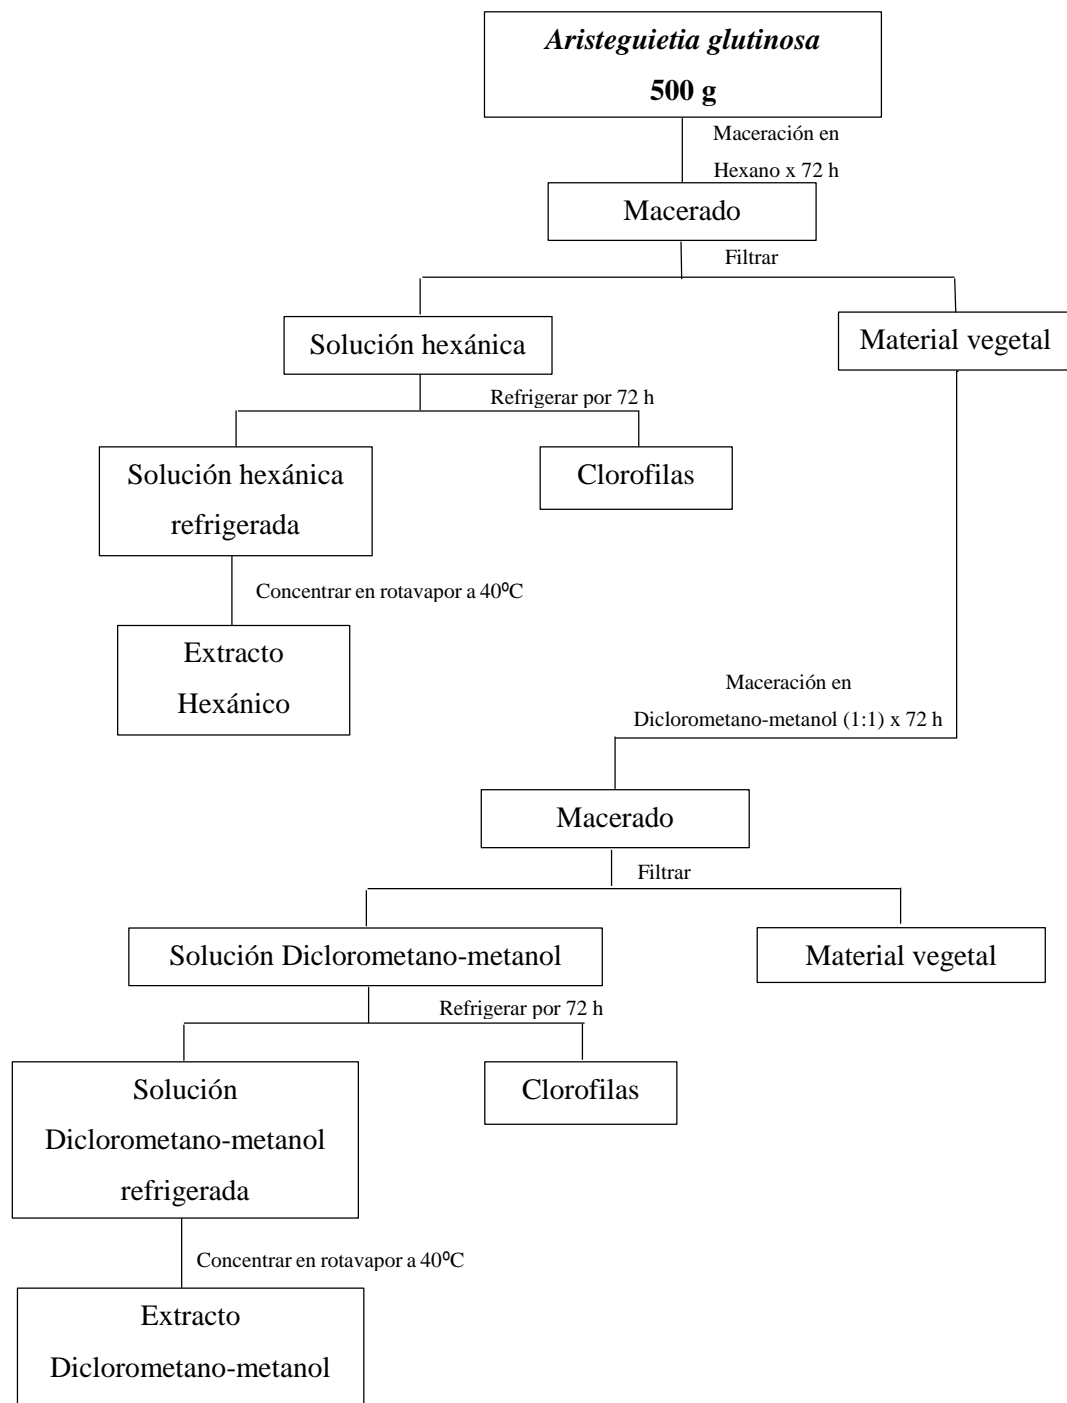 Aristeguietia glutinosa
500 g
Maceración en
Hexano x 72 h
Macerado
Filtrar
Solución hexánica
Material vegetal
Refrigerar por 72 h
Solución hexánica
refrigerada
Clorofilas
Concentrar en rotavapor a 40⁰C
Extracto
Hexánico
Maceración en
Diclorometano-metanol (1:1) x 72 h
Macerado
Filtrar
Solución Diclorometano-metanol
Material vegetal
Refrigerar por 72 h
Solución
Diclorometano-metanol
refrigerada
Clorofilas
Concentrar en rotavapor a 40⁰C
Extracto
Diclorometano-metanol